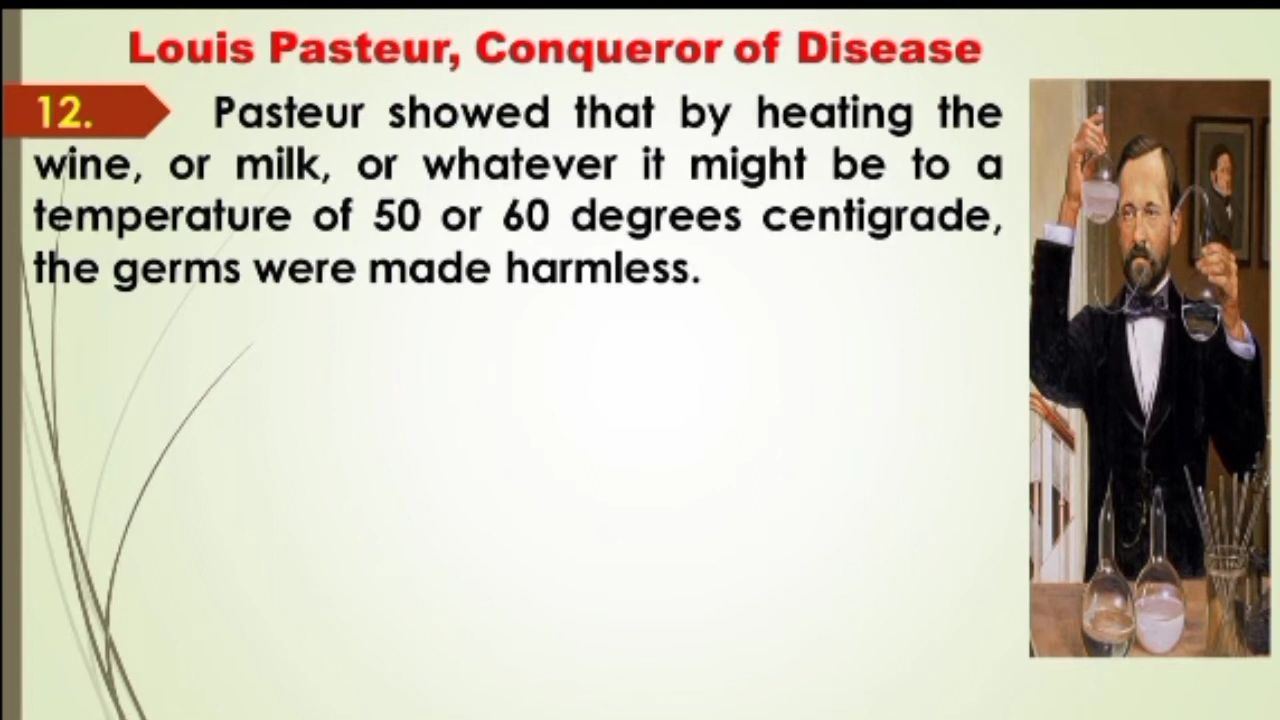 Louis Pasteur, Conqueror of Disease
12. Pasteur showed that by heating the
wine, or milk, or whatever it might be to a
temperature of 50 or 60 degrees centigrade,
the germs were made harmless.